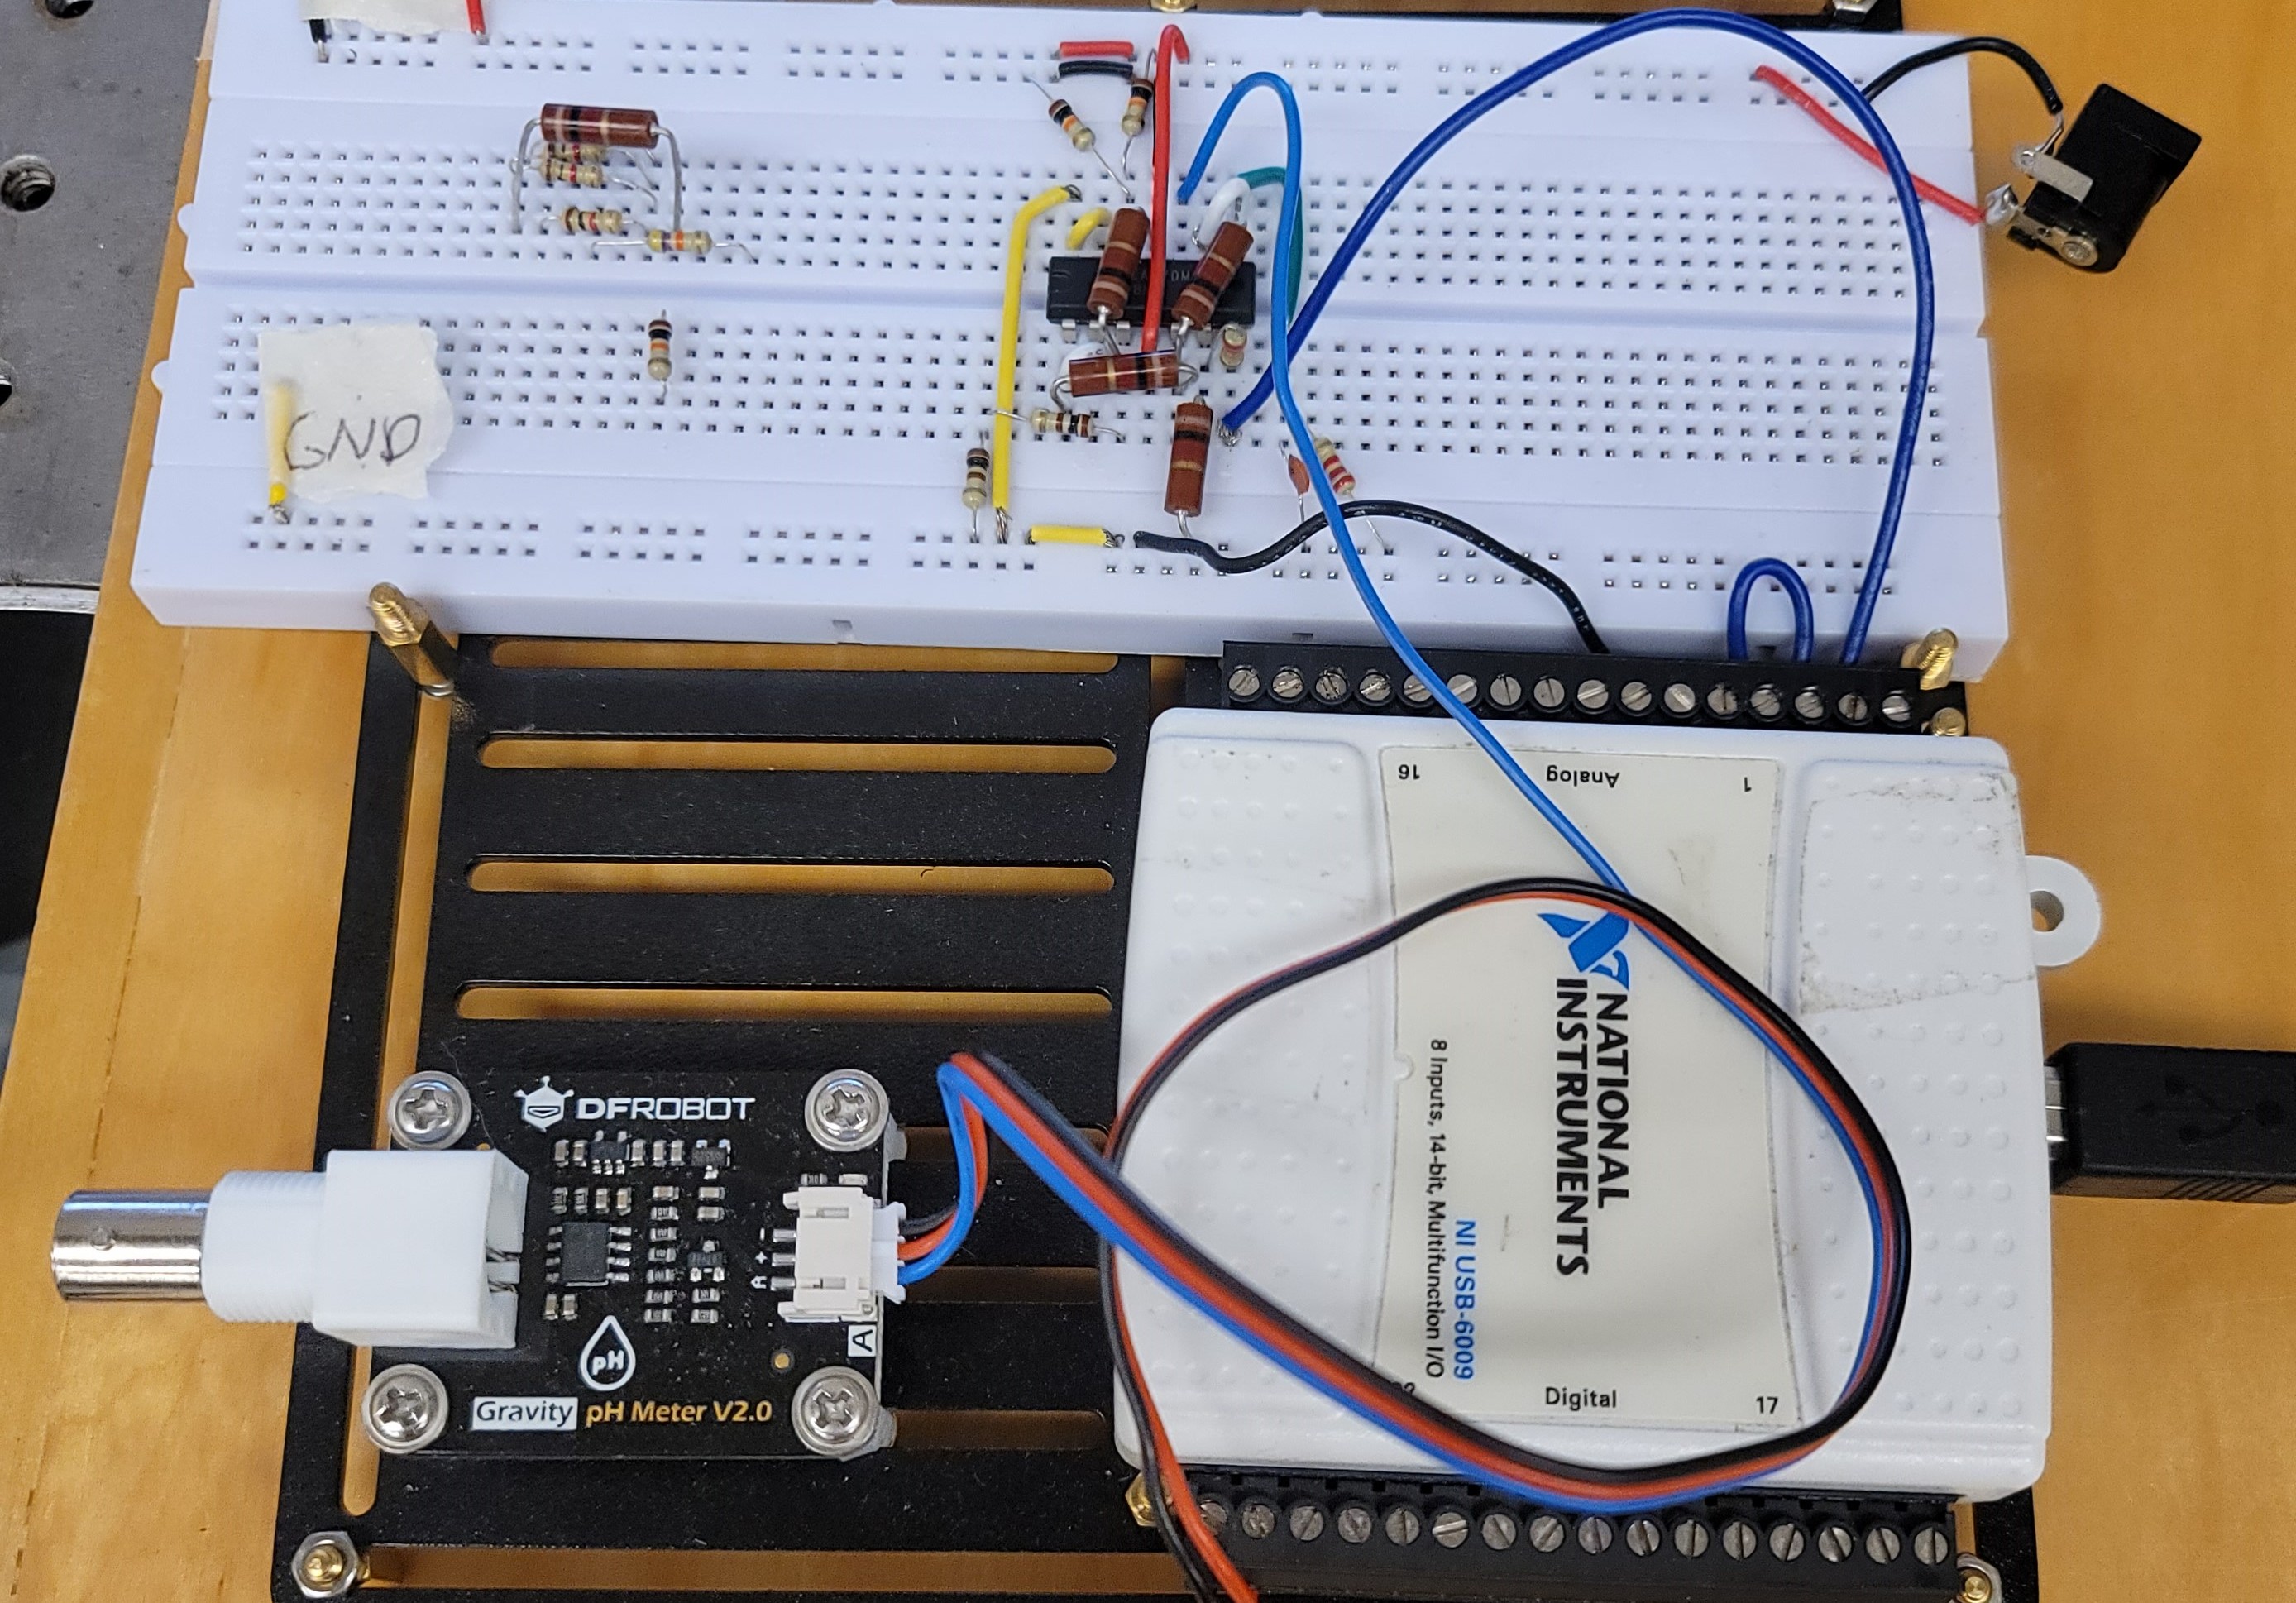 GND
16
Analog
1
NATIONAL
INSTRUMENTS
NI USB-6009
8 Inputs, 14-bit, Multifunction I/O
Digital
17
DFROBOT
- + A
A
pH
Gravity pH Meter V2.0